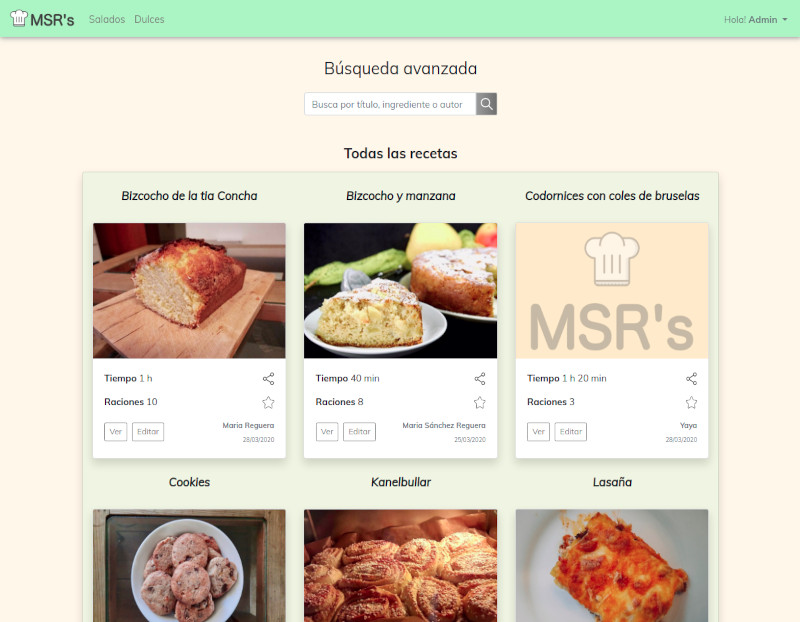 MSR's Salados Dulces Hola! Admin
Búsqueda avanzada
Busca por título, ingrediente o autor
Todas las recetas
Bizcocho de la tia Concha
Bizcocho y manzana
Codornices con coles de bruselas
MSR's
Tiempo 1 h
Raciones 10
Ver Editar
Maria Reguera
28/03/2020
Tiempo 40 min
Raciones 8
Ver Editar
Maria Sánchez Reguera
25/03/2020
Tiempo 1 h 20 min
Raciones 3
Ver Editar
Yaya
28/03/2020
Cookies
Kanelbullar
Lasaña